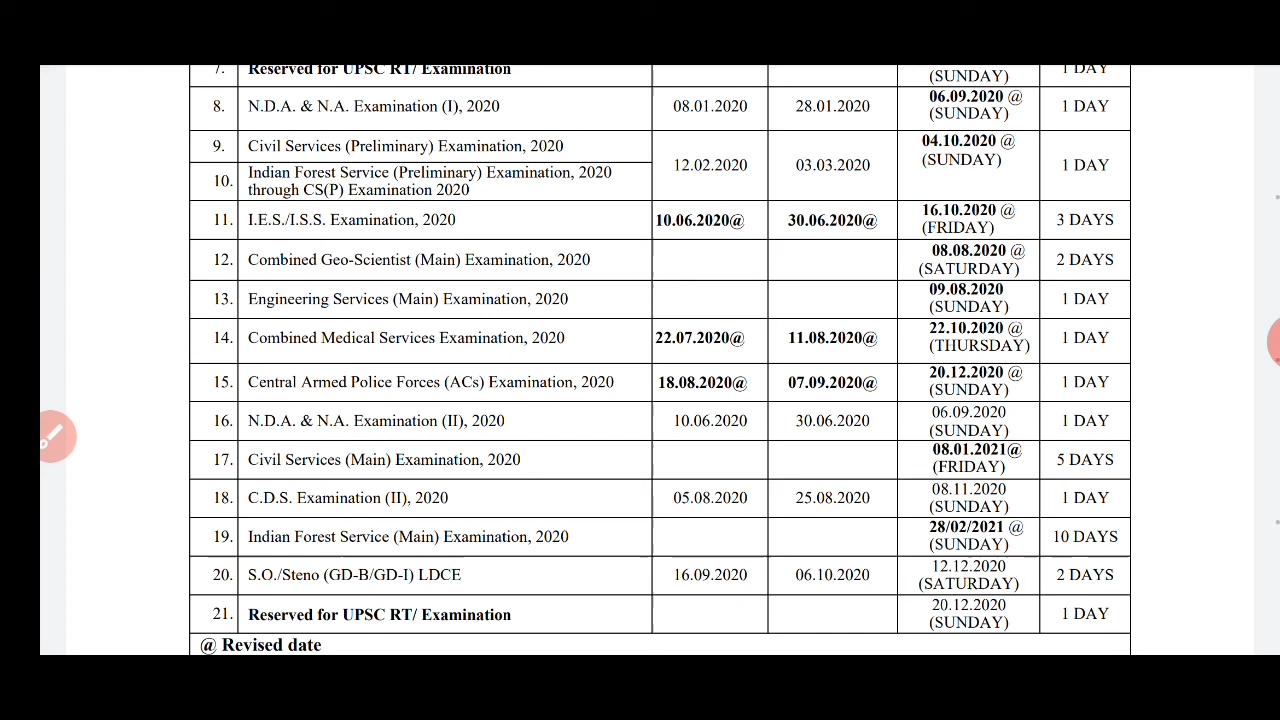 7. Reserved for UPSC RT/ Examination (SUNDAY) 1 DAY
8. N.D.A. & N.A. Examination (I), 2020 08.01.2020 28.01.2020 06.09.2020 @ (SUNDAY) 1 DAY
9. Civil Services (Preliminary) Examination, 2020 12.02.2020 03.03.2020 04.10.2020 @ (SUNDAY) 1 DAY
10. Indian Forest Service (Preliminary) Examination, 2020
through CS(P) Examination 2020
11. I.E.S./I.S.S. Examination, 2020 10.06.2020@ 30.06.2020@ 16.10.2020 @ (FRIDAY) 3 DAYS
12. Combined Geo-Scientist (Main) Examination, 2020 08.08.2020 @ (SATURDAY) 2 DAYS
13. Engineering Services (Main) Examination, 2020 09.08.2020 (SUNDAY) 1 DAY
14. Combined Medical Services Examination, 2020 22.07.2020@ 11.08.2020@ 22.10.2020 @ (THURSDAY) 1 DAY
15. Central Armed Police Forces (ACs) Examination, 2020 18.08.2020@ 07.09.2020@ 20.12.2020 @ (SUNDAY) 1 DAY
16. N.D.A. & N.A. Examination (II), 2020 10.06.2020 30.06.2020 06.09.2020 (SUNDAY) 1 DAY
17. Civil Services (Main) Examination, 2020 08.01.2021@ (FRIDAY) 5 DAYS
18. C.D.S. Examination (II), 2020 05.08.2020 25.08.2020 08.11.2020 (SUNDAY) 1 DAY
19. Indian Forest Service (Main) Examination, 2020 28/02/2021 @ (SUNDAY) 10 DAYS
20. S.O./Steno (GD-B/GD-I) LDCE 16.09.2020 06.10.2020 12.12.2020 (SATURDAY) 2 DAYS
21. Reserved for UPSC RT/ Examination 20.12.2020 (SUNDAY) 1 DAY
@ Revised date